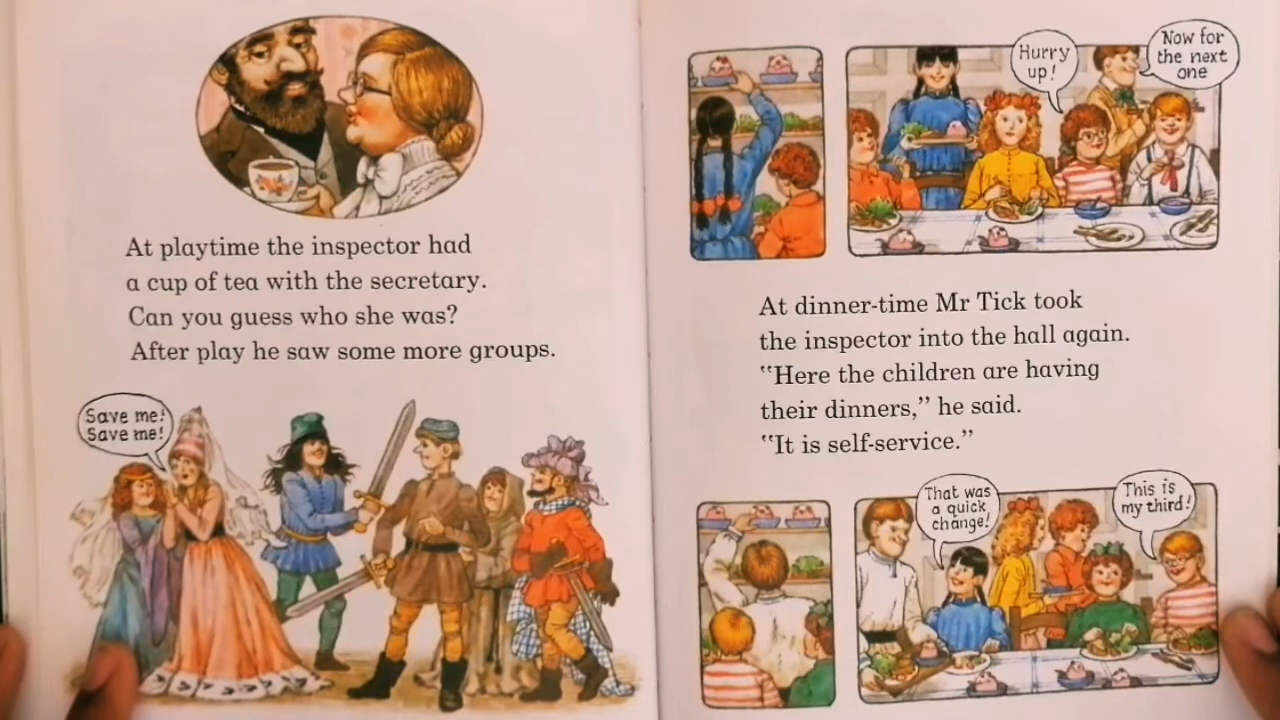 At playtime the inspector had
a cup of tea with the secretary.
Can you guess who she was?
After play he saw some more groups.
Save me!
Save me!
Hurry
up!
Now for
the next
one
At dinner-time Mr Tick took
the inspector into the hall again.
"Here the children are having
their dinners," he said.
"It is self-service."
That was
a quick
change!
This is
my third!